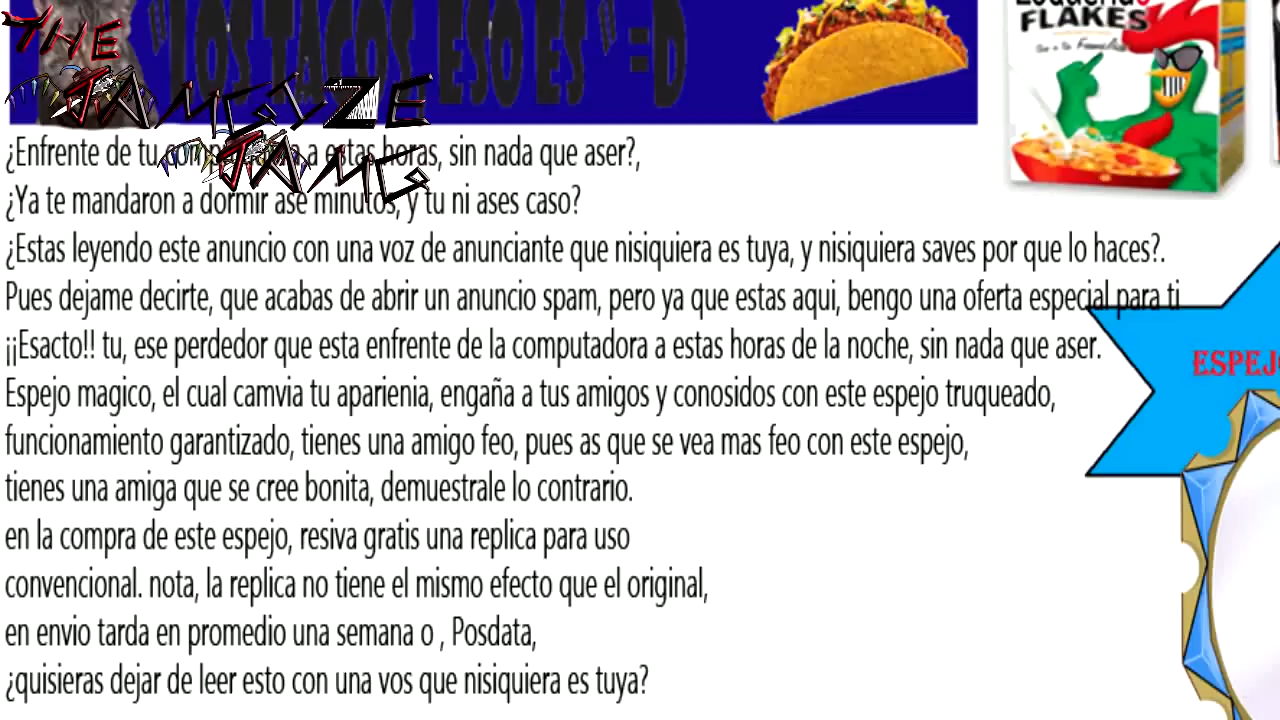 THE
JAMGYZE
JAMG
"LOS TACOS ESO ES" =D
FLAKES
¿Enfrente de tu a estas horas, sin nada que aser?,
¿Ya te mandaron a dormir ase minutos, y tu ni ases caso?
¿Estas leyendo este anuncio con una voz de anunciante que nisiquiera es tuya, y nisiquiera saves por que lo haces?.
Pues dejame decirte, que acabas de abrir un anuncio spam, pero ya que estas aqui, bengo una oferta especial para ti
¡¡Esacto!! tu, ese perdedor que esta enfrente de la computadora a estas horas de la noche, sin nada que aser.
ESPEJ
Espejo magico, el cual camvia tu aparienia, engaña a tus amigos y conosidos con este espejo truqueado,
funcionamiento garantizado, tienes una amigo feo, pues as que se vea mas feo con este espejo,
tienes una amiga que se cree bonita, demuestrale lo contrario.
en la compra de este espejo, resiva gratis una replica para uso
convencional. nota, la replica no tiene el mismo efecto que el original,
en envio tarda en promedio una semana o , Posdata,
¿quisieras dejar de leer esto con una vos que nisiquiera es tuya?